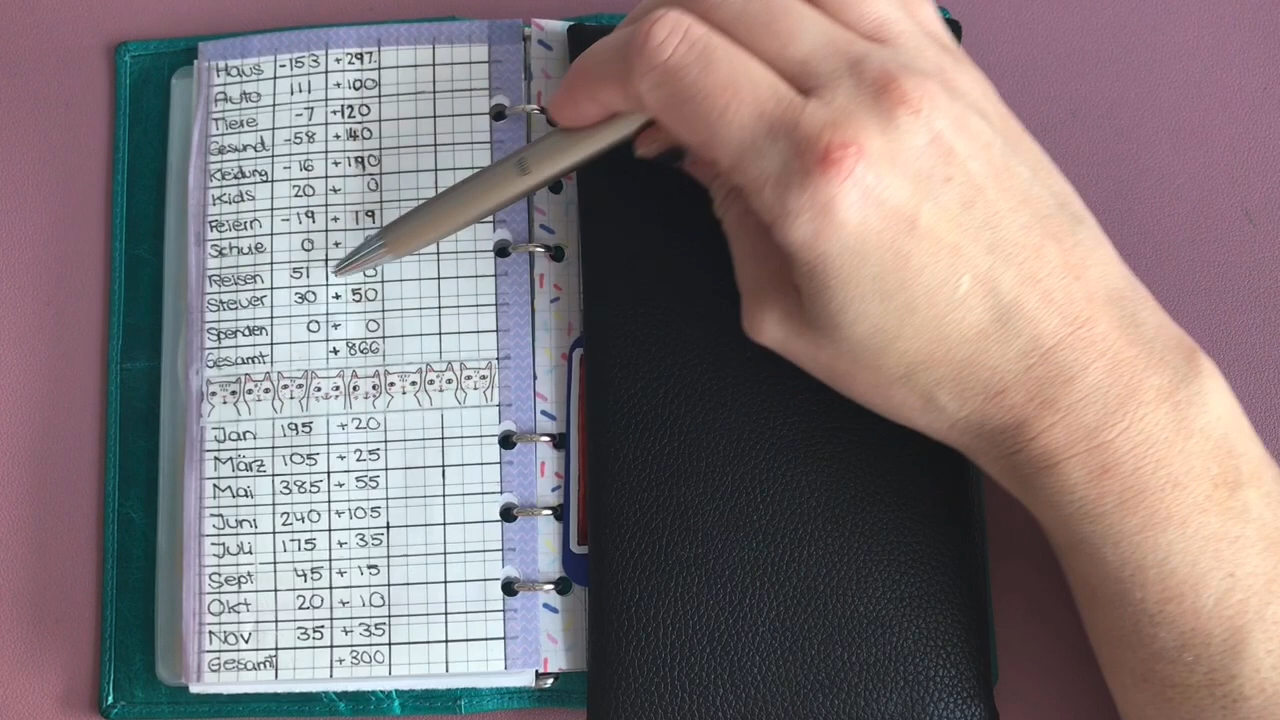 Haus -153 +297.
Auto 111 +100
Tiere -7 +120
Gesund -58 +140
Kleidung -16
Kids 20 + 0
Feiern -19 + 19
Schule 0 +
Reisen 51 0
Steuer 30 + 50
Spenden 0 + 0
Gesamt +866
Jan 195 +20
März 105 + 25
Mai 385 + 55
Juni 240 +105
Juli 175 + 35
Sept 45 + 15
Okt 20 + 10
Nov 35 +35
Gesamt +300